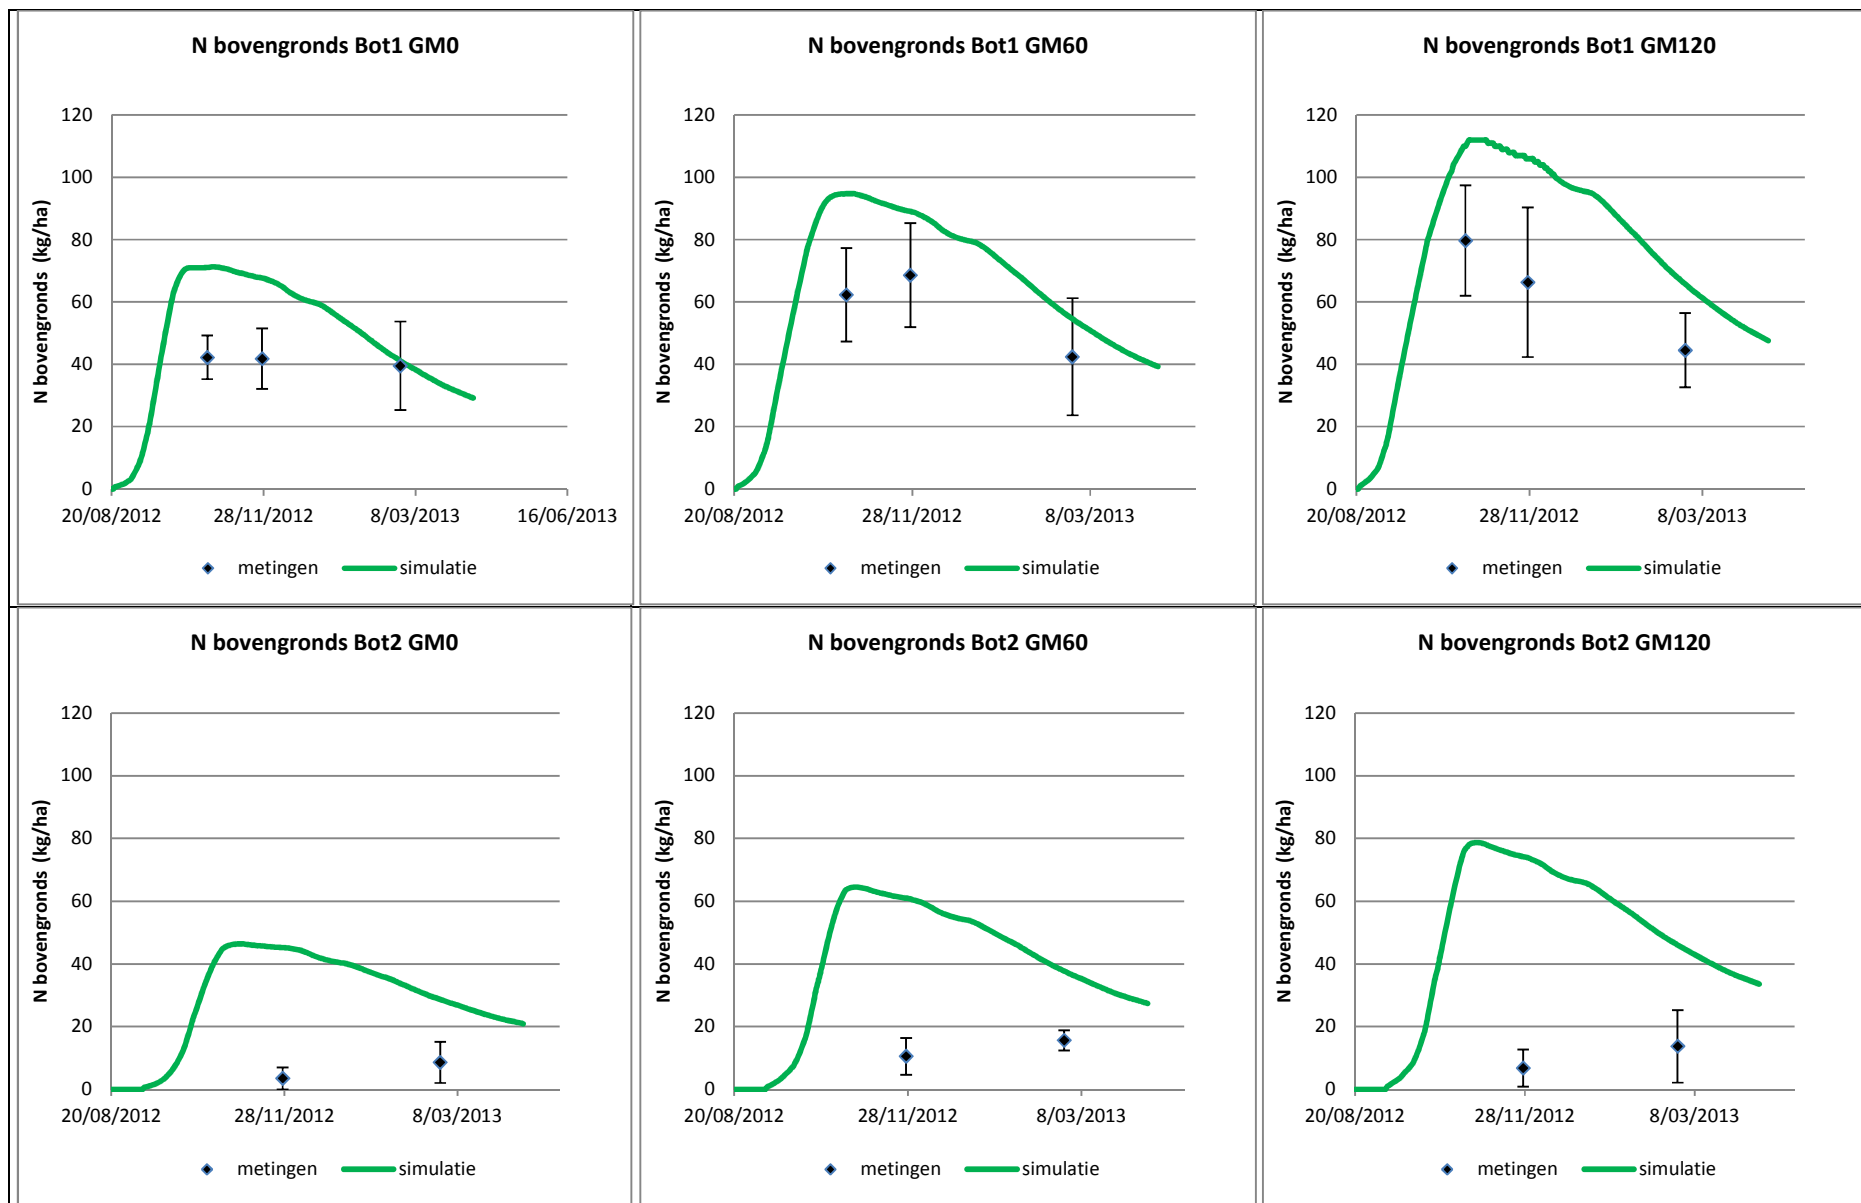 N bovengronds Bot1 GM0
N bovengronds (kg/ha)
120
100
80
60
40
20
0
20/08/2012 28/11/2012 8/03/2013 16/06/2013
metingen simulatie
N bovengronds Bot1 GM60
N bovengronds (kg/ha)
120
100
80
60
40
20
0
20/08/2012 28/11/2012 8/03/2013
metingen simulatie
N bovengronds Bot1 GM120
N bovengronds (kg/ha)
120
100
80
60
40
20
0
20/08/2012 28/11/2012 8/03/2013
metingen simulatie
N bovengronds Bot2 GM0
N bovengronds (kg/ha)
120
100
80
60
40
20
0
20/08/2012 28/11/2012 8/03/2013
metingen simulatie
N bovengronds Bot2 GM60
N bovengronds (kg/ha)
120
100
80
60
40
20
0
20/08/2012 28/11/2012 8/03/2013
metingen simulatie
N bovengronds Bot2 GM120
N bovengronds (kg/ha)
120
100
80
60
40
20
0
20/08/2012 28/11/2012 8/03/2013
metingen simulatie